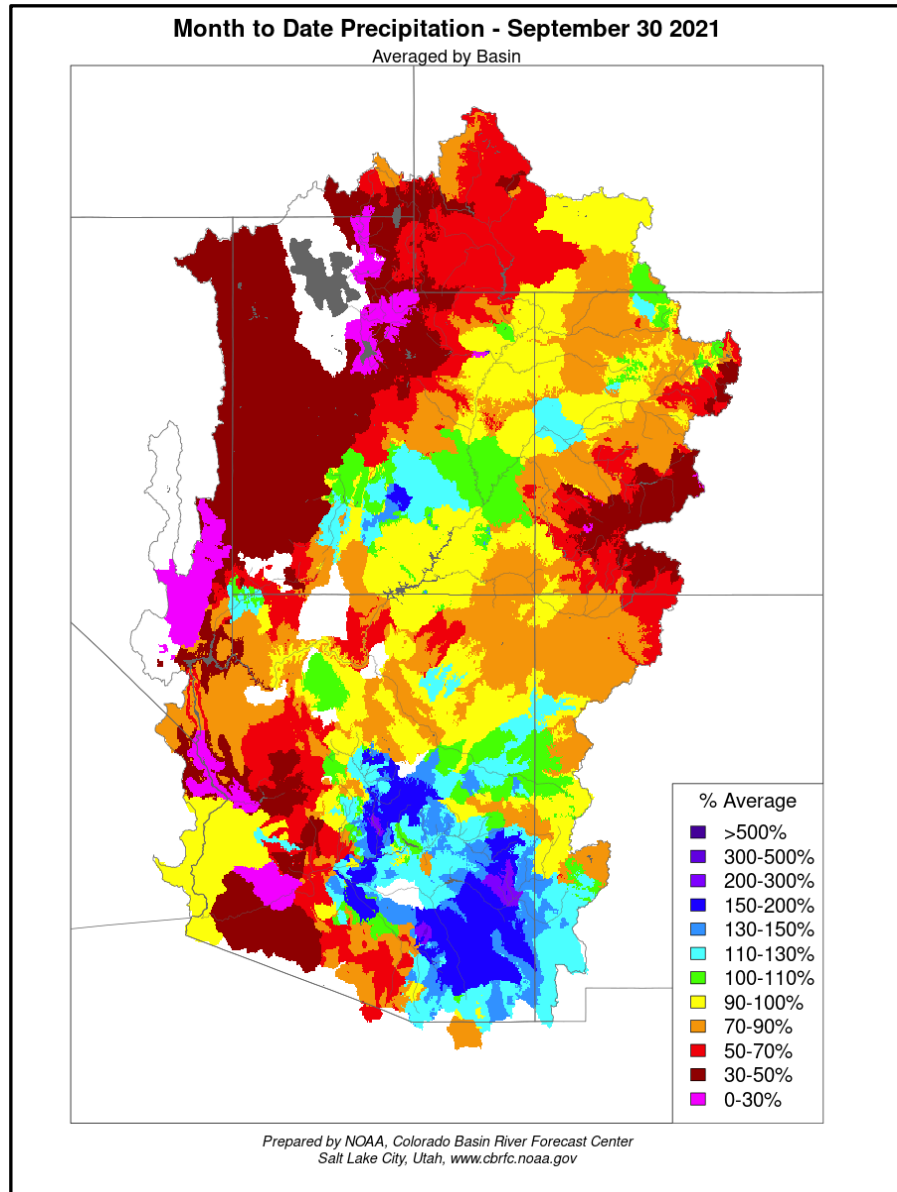 Month to Date Precipitation - September 30 2021
Averaged by Basin
% Average
>500%
300-500%
200-300%
150-200%
130-150%
110-130%
100-110%
90-100%
70-90%
50-70%
30-50%
0-30%
Prepared by NOAA, Colorado Basin River Forecast Center
Salt Lake City, Utah, www.cbrfc.noaa.gov